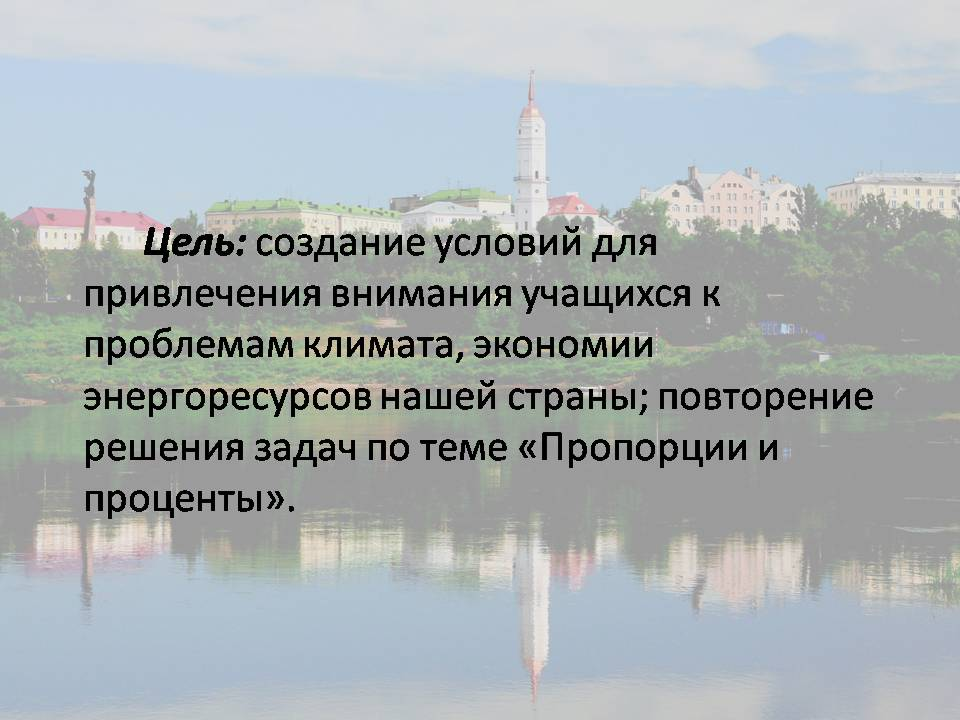 Цель: создание условий для
привлечения внимания учащихся к
проблемам климата, экономии
энергоресурсов нашей страны; повторение
решения задач по теме «Пропорции и
проценты».